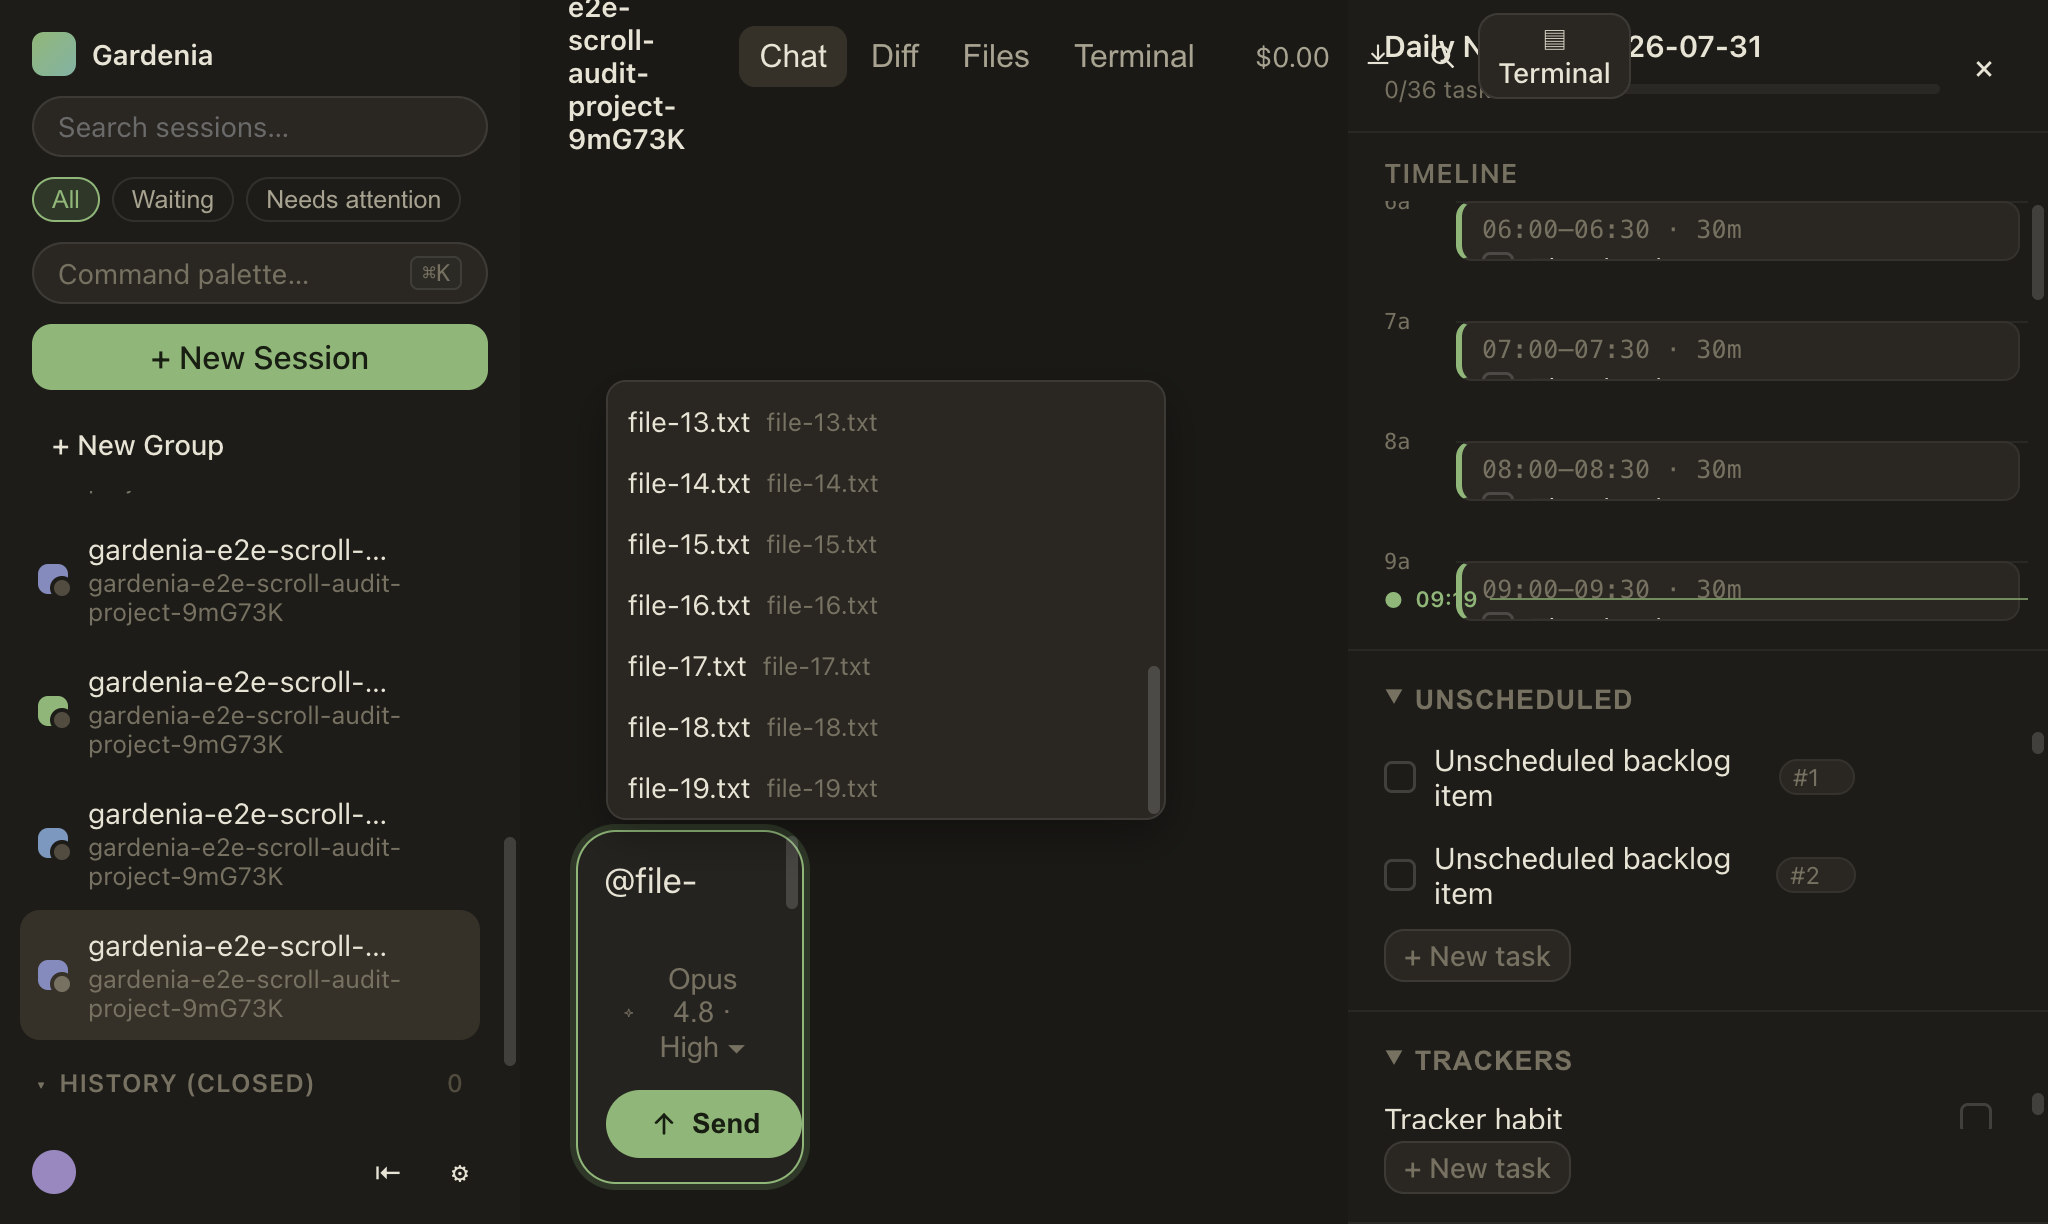 Gardenia
Search sessions...
All
Waiting
Needs attention
Command palette...
⌘K
+ New Session
+ New Group
gardenia-e2e-scroll-...
gardenia-e2e-scroll-audit-
project-9mG73K
gardenia-e2e-scroll-...
gardenia-e2e-scroll-audit-
project-9mG73K
gardenia-e2e-scroll-...
gardenia-e2e-scroll-audit-
project-9mG73K
gardenia-e2e-scroll-...
gardenia-e2e-scroll-audit-
project-9mG73K
HISTORY (CLOSED)
0
e2e-
scroll-
audit-
project-
9mG73K
Chat
Diff
Files
Terminal
$0.00
file-13.txt file-13.txt
file-14.txt file-14.txt
file-15.txt file-15.txt
file-16.txt file-16.txt
file-17.txt file-17.txt
file-18.txt file-18.txt
file-19.txt file-19.txt
@file-
Opus
4.8 ·
High
Send
Terminal
Daily 26-07-31
0/36
TIMELINE
6a
06:00–06:30 · 30m
7a
07:00–07:30 · 30m
8a
08:00–08:30 · 30m
9a
09:00–09:30 · 30m
UNSCHEDULED
Unscheduled backlog
item
#1
Unscheduled backlog
item
#2
+ New task
TRACKERS
Tracker habit
+ New task